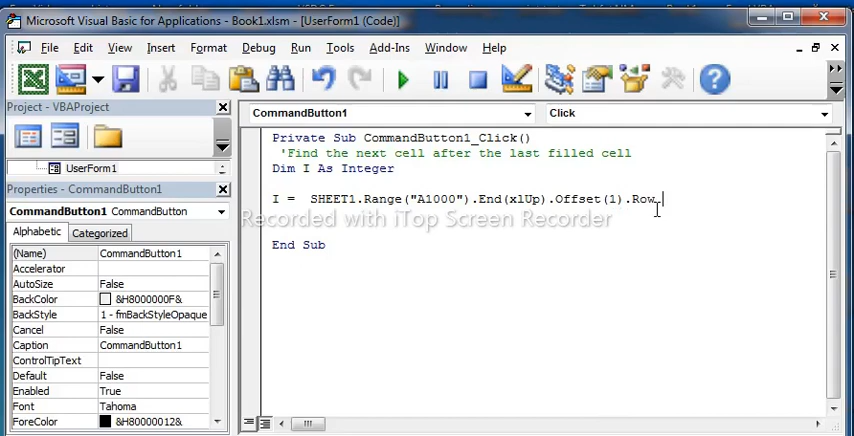 Microsoft Visual Basic for Applications - Book1.xlsm - [UserForm1 (Code)]
File Edit View Insert Format Debug Run Tools Add-Ins Window Help
Project - VBAProject
UserForm1
Properties - CommandButton1
CommandButton1 CommandButton
Alphabetic Categorized
(Name) CommandButton1
Accelerator
AutoSize False
BackColor &H8000000F&
BackStyle 1 - fmBackStyleOpaque
Cancel False
Caption CommandButton1
ControlTipText
Default False
Enabled True
Font Tahoma
ForeColor &H80000012&
CommandButton1 Click
Private Sub CommandButton1_Click()
'Find the next cell after the last filled cell
Dim I As Integer
I = SHEET1.Range("A1000").End(xlUp).Offset(1).Row
Recorded with iTop Screen Recorder
End Sub